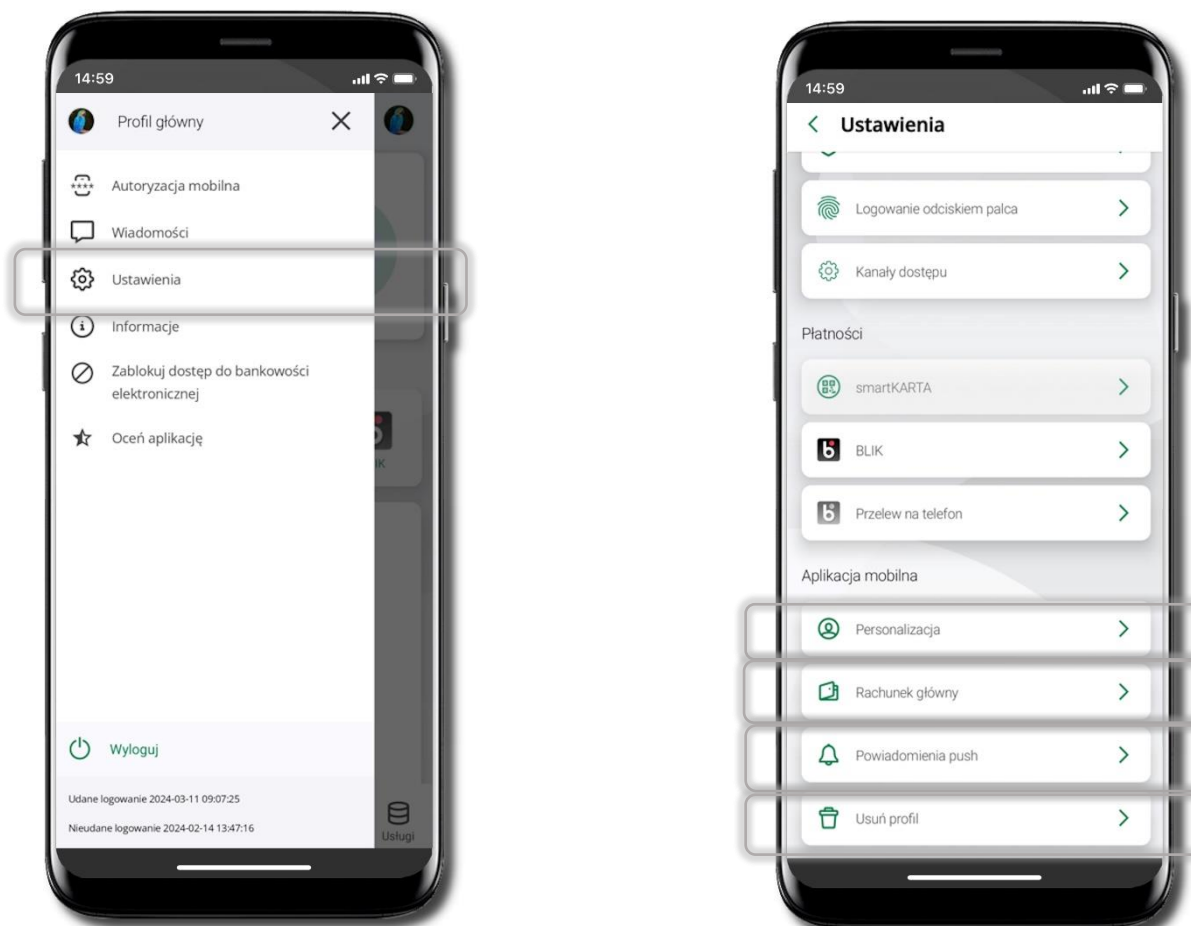 14:59
Profil główny
Autoryzacja mobilna
Wiadomości
Ustawienia
Informacje
Zablokuj dostęp do bankowości
elektronicznej
Oceń aplikację
IK
Wyloguj
Udane logowanie 2024-03-11 09:07:25
Nieudane logowanie 2024-02-14 13:47:16
Usługi
14:59
Ustawienia
Logowanie odciskiem palca
Kanały dostępu
Płatności
smartKARTA
BLIK
Przelew na telefon
Aplikacja mobilna
Personalizacja
Rachunek główny
Powiadomienia push
Usuń profil